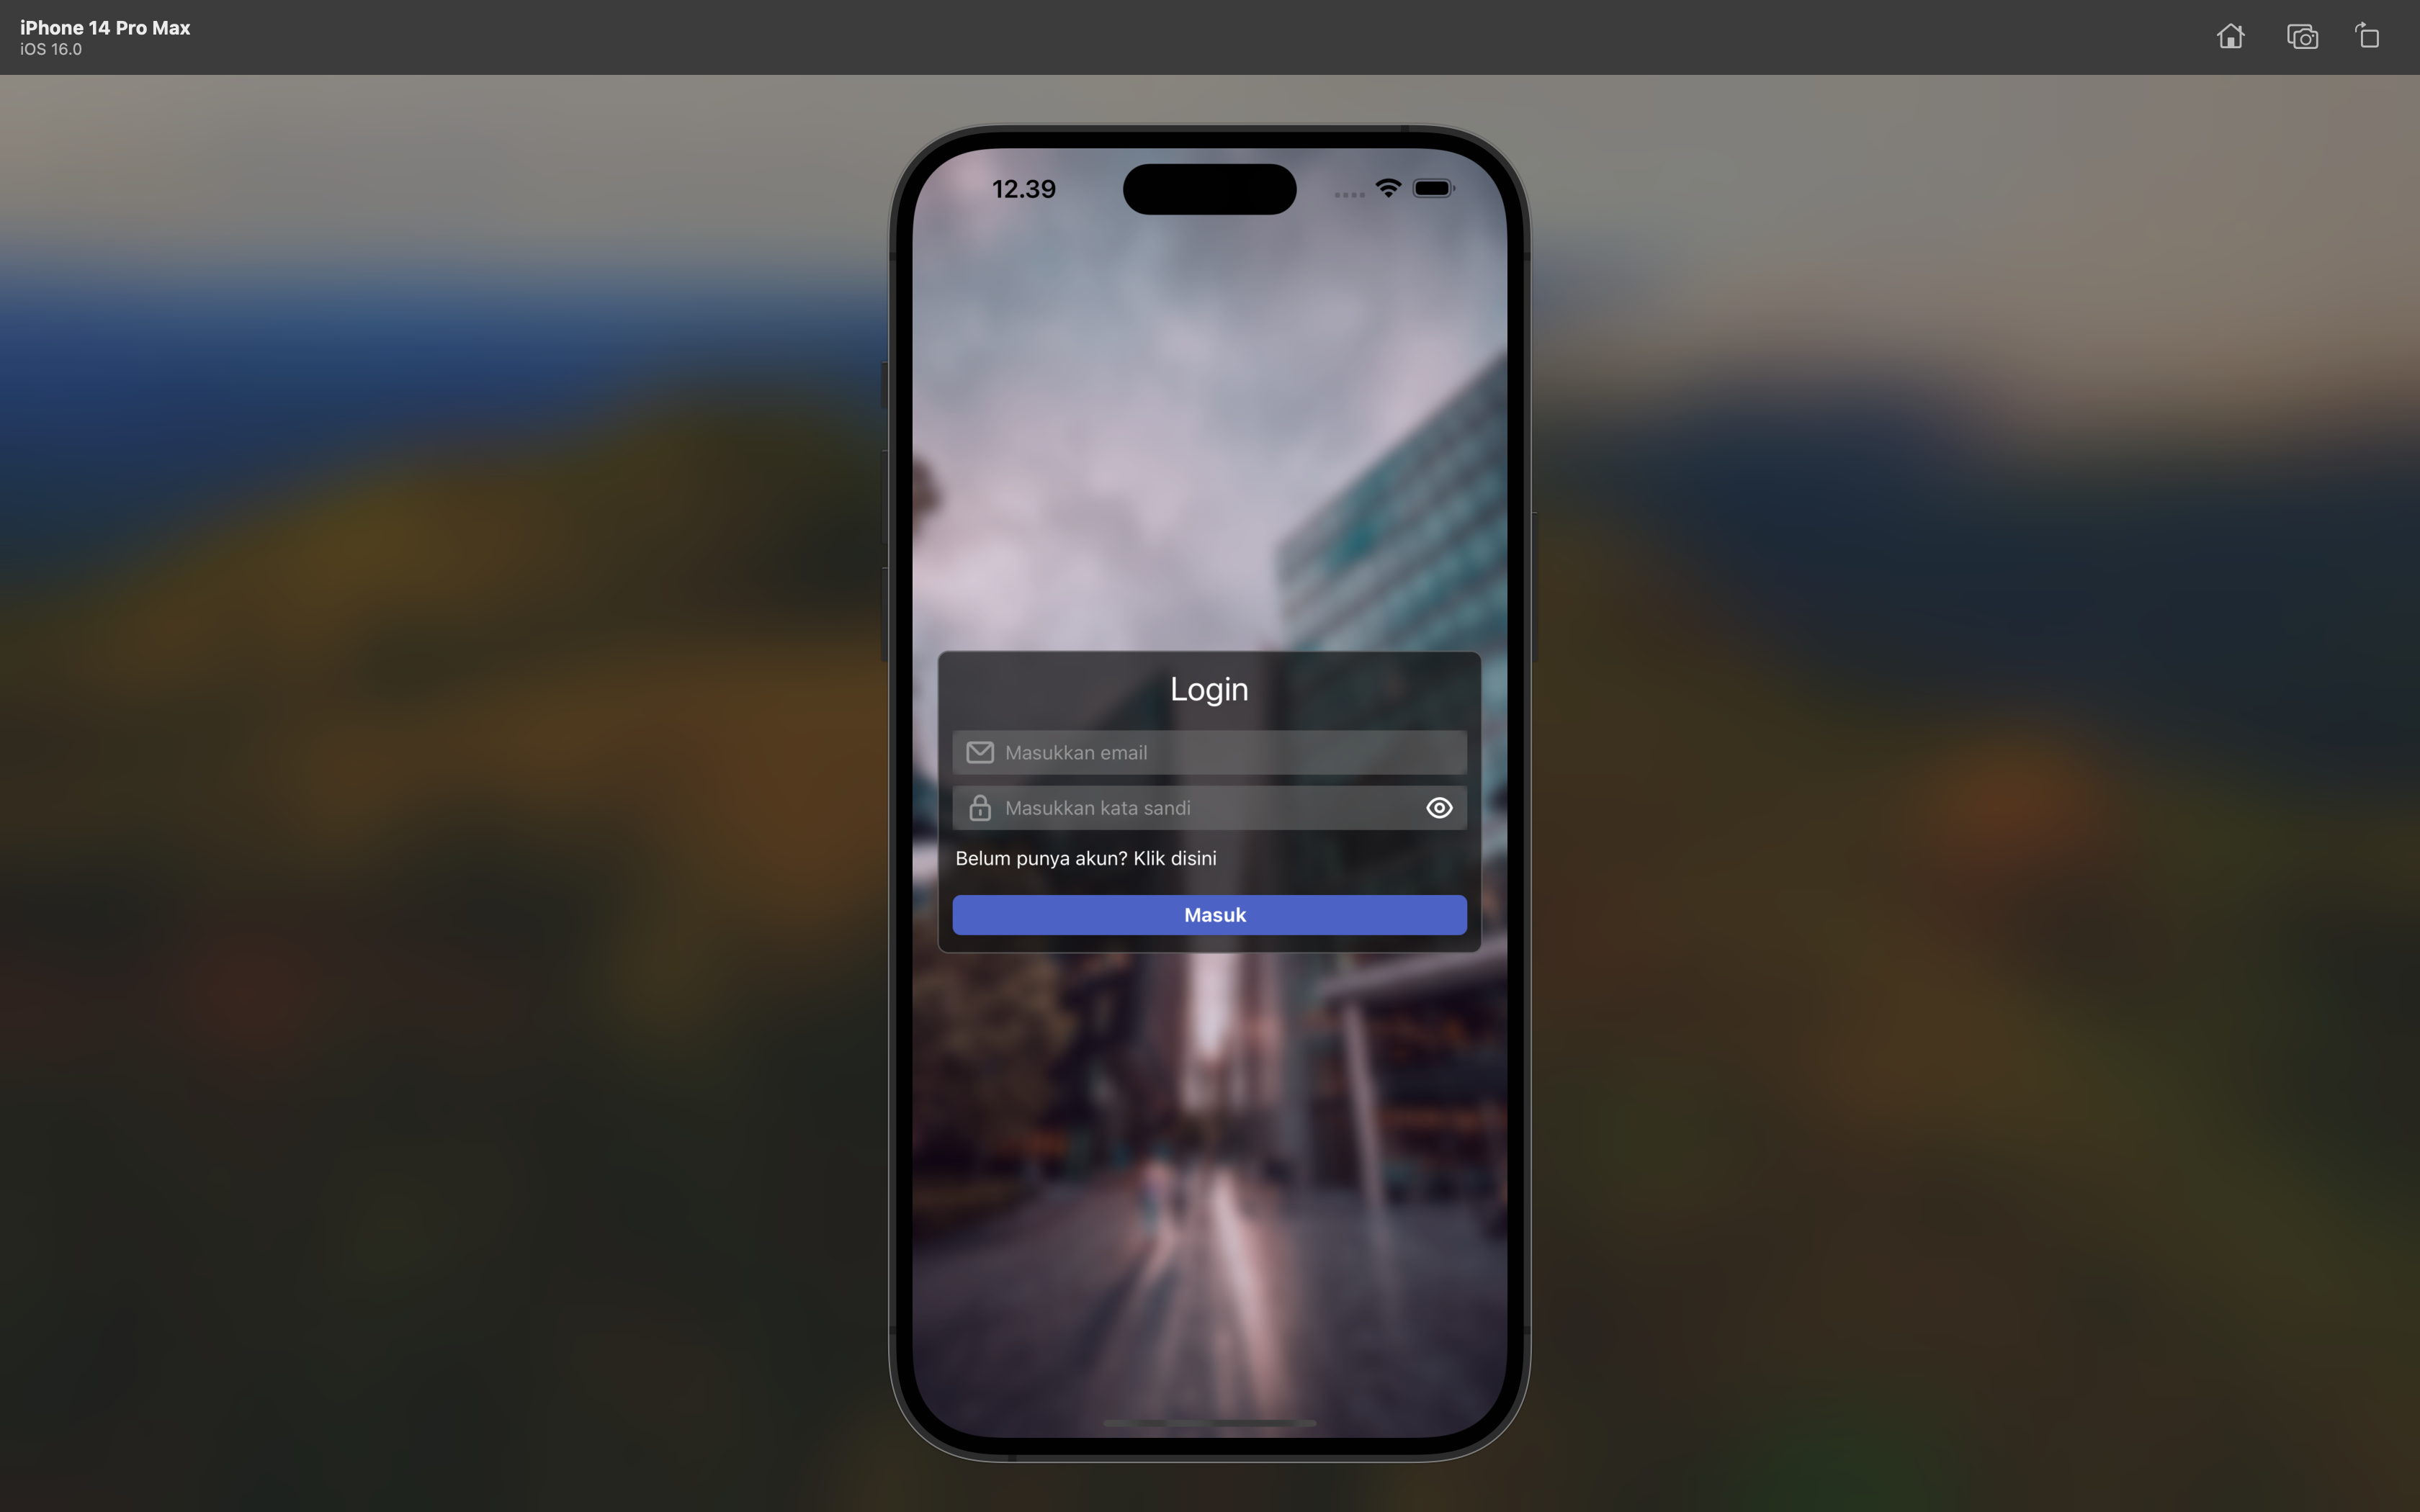 iPhone 14 Pro Max
iOS 16.0
12.39
Login
Masukkan email
Masukkan kata sandi
Belum punya akun? Klik disini
Masuk